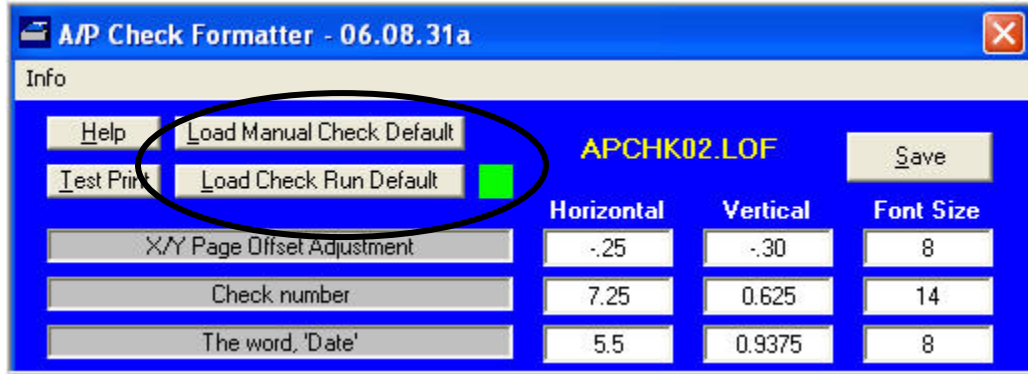 A/P Check Formatter - 06.08.31a
Info
Help Load Manual Check Default APCHK02.LOF Save
Test Print Load Check Run Default
Horizontal Vertical Font Size
X/Y Page Offset Adjustment -.25 -.30 8
Check number 7.25 0.625 14
The word, 'Date' 5.5 0.9375 8